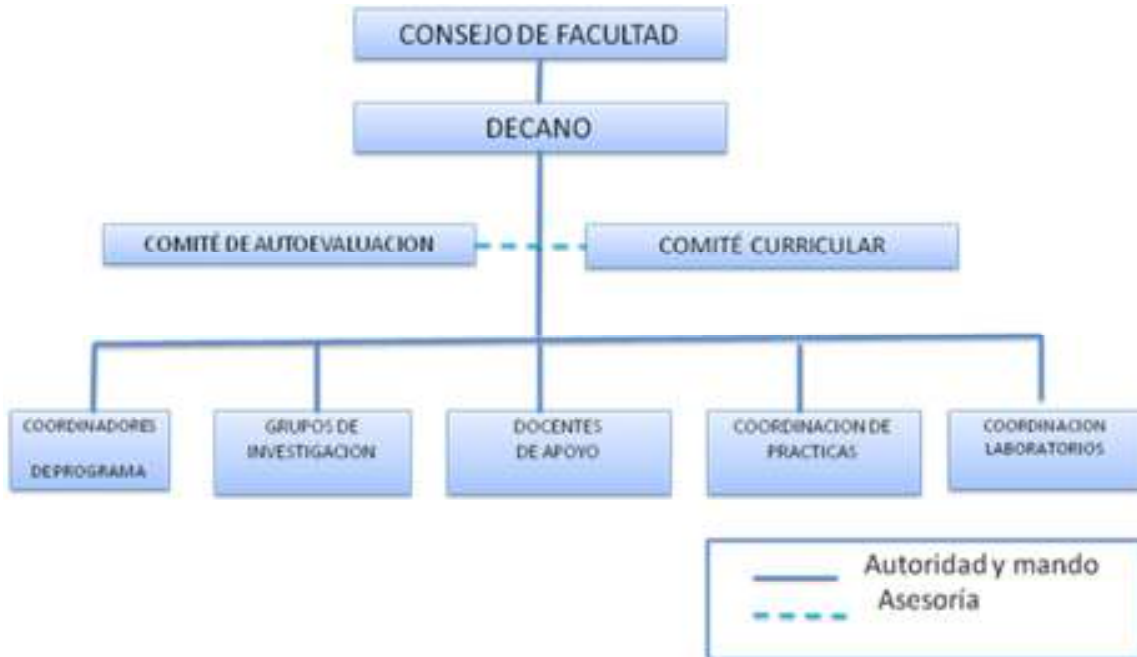 CONSEJO DE FACULTAD
DECANO
COMITÉ DE AUTOEVALUACION
COMITÉ CURRICULAR
COORDINADORES
DE PROGRAMA
GRUPOS DE
INVESTIGACION
DOCENTES
DE APOYO
COORDINACION DE
PRACTICAS
COORDINACION
LABORATORIOS
Autoridad y mando
Asesoría